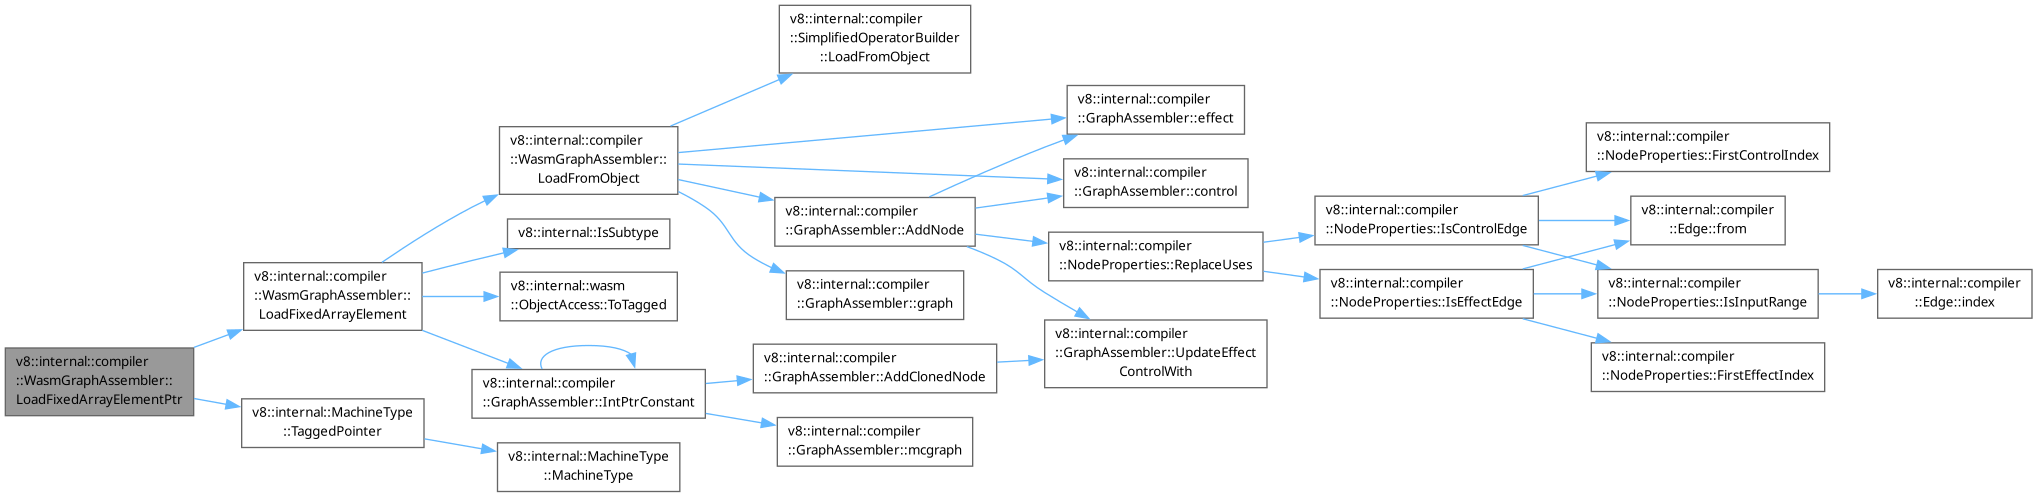 v8::internal::compiler
::WasmGraphAssembler::
LoadFixedArrayElementPtr
v8::internal::compiler
::WasmGraphAssembler::
LoadFixedArrayElement
v8::internal::MachineType
::TaggedPointer
v8::internal::compiler
::WasmGraphAssembler::
LoadFromObject
v8::internal::IsSubtype
v8::internal::wasm
::ObjectAccess::ToTagged
v8::internal::compiler
::GraphAssembler::IntPtrConstant
v8::internal::MachineType
::MachineType
v8::internal::compiler
::SimplifiedOperatorBuilder
::LoadFromObject
v8::internal::compiler
::GraphAssembler::AddNode
v8::internal::compiler
::GraphAssembler::graph
v8::internal::compiler
::GraphAssembler::AddClonedNode
v8::internal::compiler
::GraphAssembler::mcgraph
v8::internal::compiler
::GraphAssembler::effect
v8::internal::compiler
::GraphAssembler::control
v8::internal::compiler
::NodeProperties::ReplaceUses
v8::internal::compiler
::GraphAssembler::UpdateEffect
ControlWith
v8::internal::compiler
::NodeProperties::IsControlEdge
v8::internal::compiler
::NodeProperties::IsEffectEdge
v8::internal::compiler
::NodeProperties::FirstControlIndex
v8::internal::compiler
::Edge::from
v8::internal::compiler
::NodeProperties::IsInputRange
v8::internal::compiler
::NodeProperties::FirstEffectIndex
v8::internal::compiler
::Edge::index